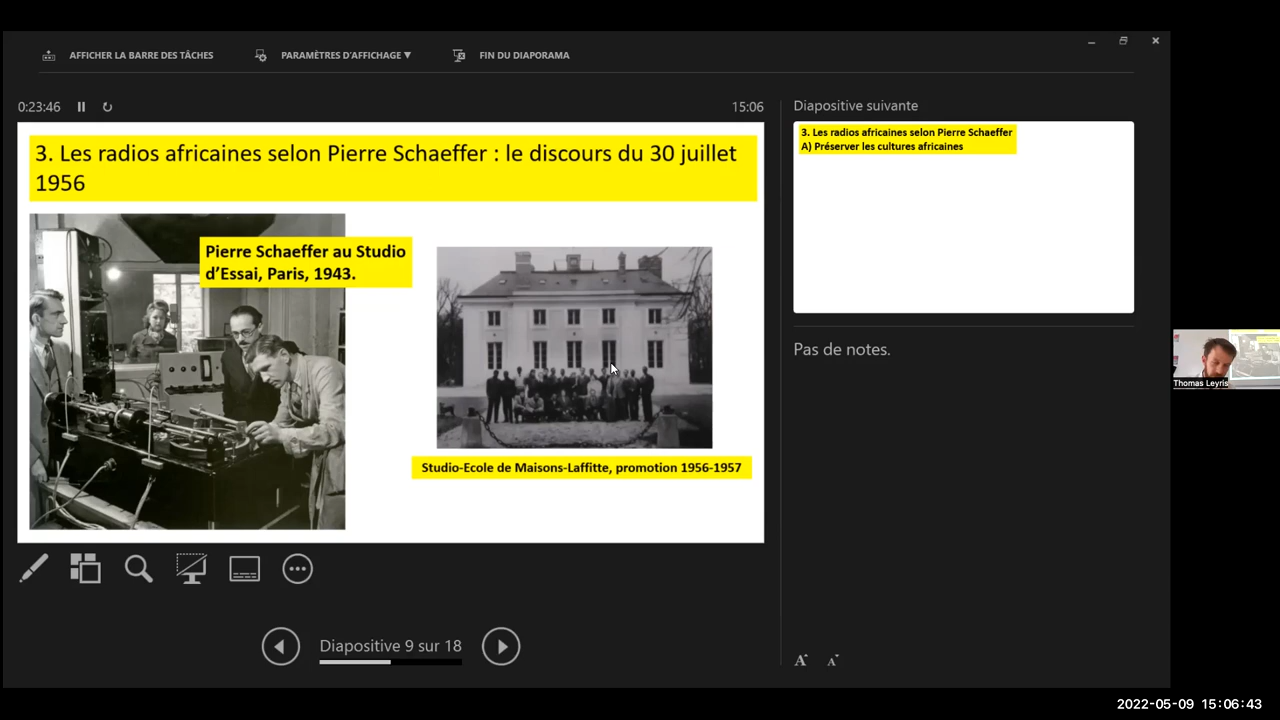 AFFICHER LA BARRE DES TÂCHES
PARAMÈTRES D'AFFICHAGE ▼
FIN DU DIAPORAMA
0:23:46
15:06
3. Les radios africaines selon Pierre Schaeffer : le discours du 30 juillet
1956
Pierre Schaeffer au Studio
d'Essai, Paris, 1943.
Studio-Ecole de Maisons-Laffitte, promotion 1956-1957
Diapositive 9 sur 18
Diapositive suivante
3. Les radios africaines selon Pierre Schaeffer
A) Préserver les cultures africaines
Pas de notes.
A A
Thomas Leyris
2022-05-09 15:06:43